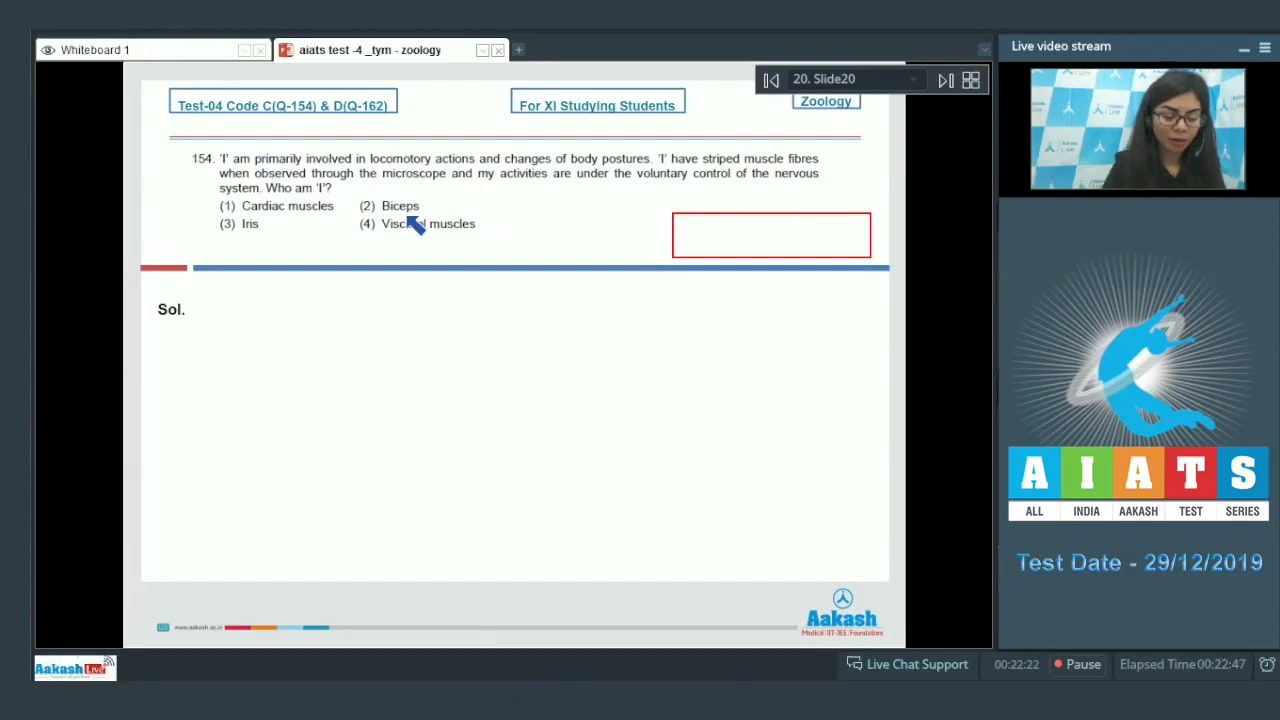 Whiteboard 1
aiats test -4 _tym - zoology
Live video stream
20. Slide20
Test-04 Code C(Q-154) & D(Q-162)
For XI Studying Students
Zoology
154. 'I' am primarily involved in locomotory actions and changes of body postures. 'I' have striped muscle fibres
when observed through the microscope and my activities are under the voluntary control of the nervous
system. Who am 'I'?
(1) Cardiac muscles (2) Biceps
(3) Iris (4) muscles
Sol.
A I A T S
ALL INDIA AAKASH TEST SERIES
Test Date - 29/12/2019
www.aakash.ac.in
Aakash
Medical IIT-JEE Foundations
Aakash Live
Live Chat Support
00:22:22
Pause
Elapsed Time 00:22:47